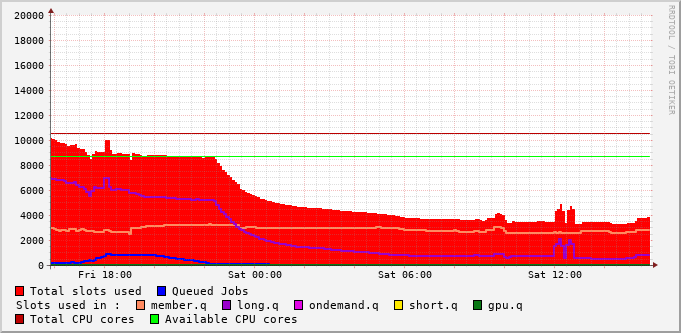 20000
18000
16000
14000
12000
10000
8000
6000
4000
2000
0
Fri 18:00 Sat 00:00 Sat 06:00 Sat 12:00
Total slots used Queued Jobs
Slots used in : member.q long.q ondemand.q short.q gpu.q
Total CPU cores Available CPU cores
RRDTOOL / TOBI OETIKER